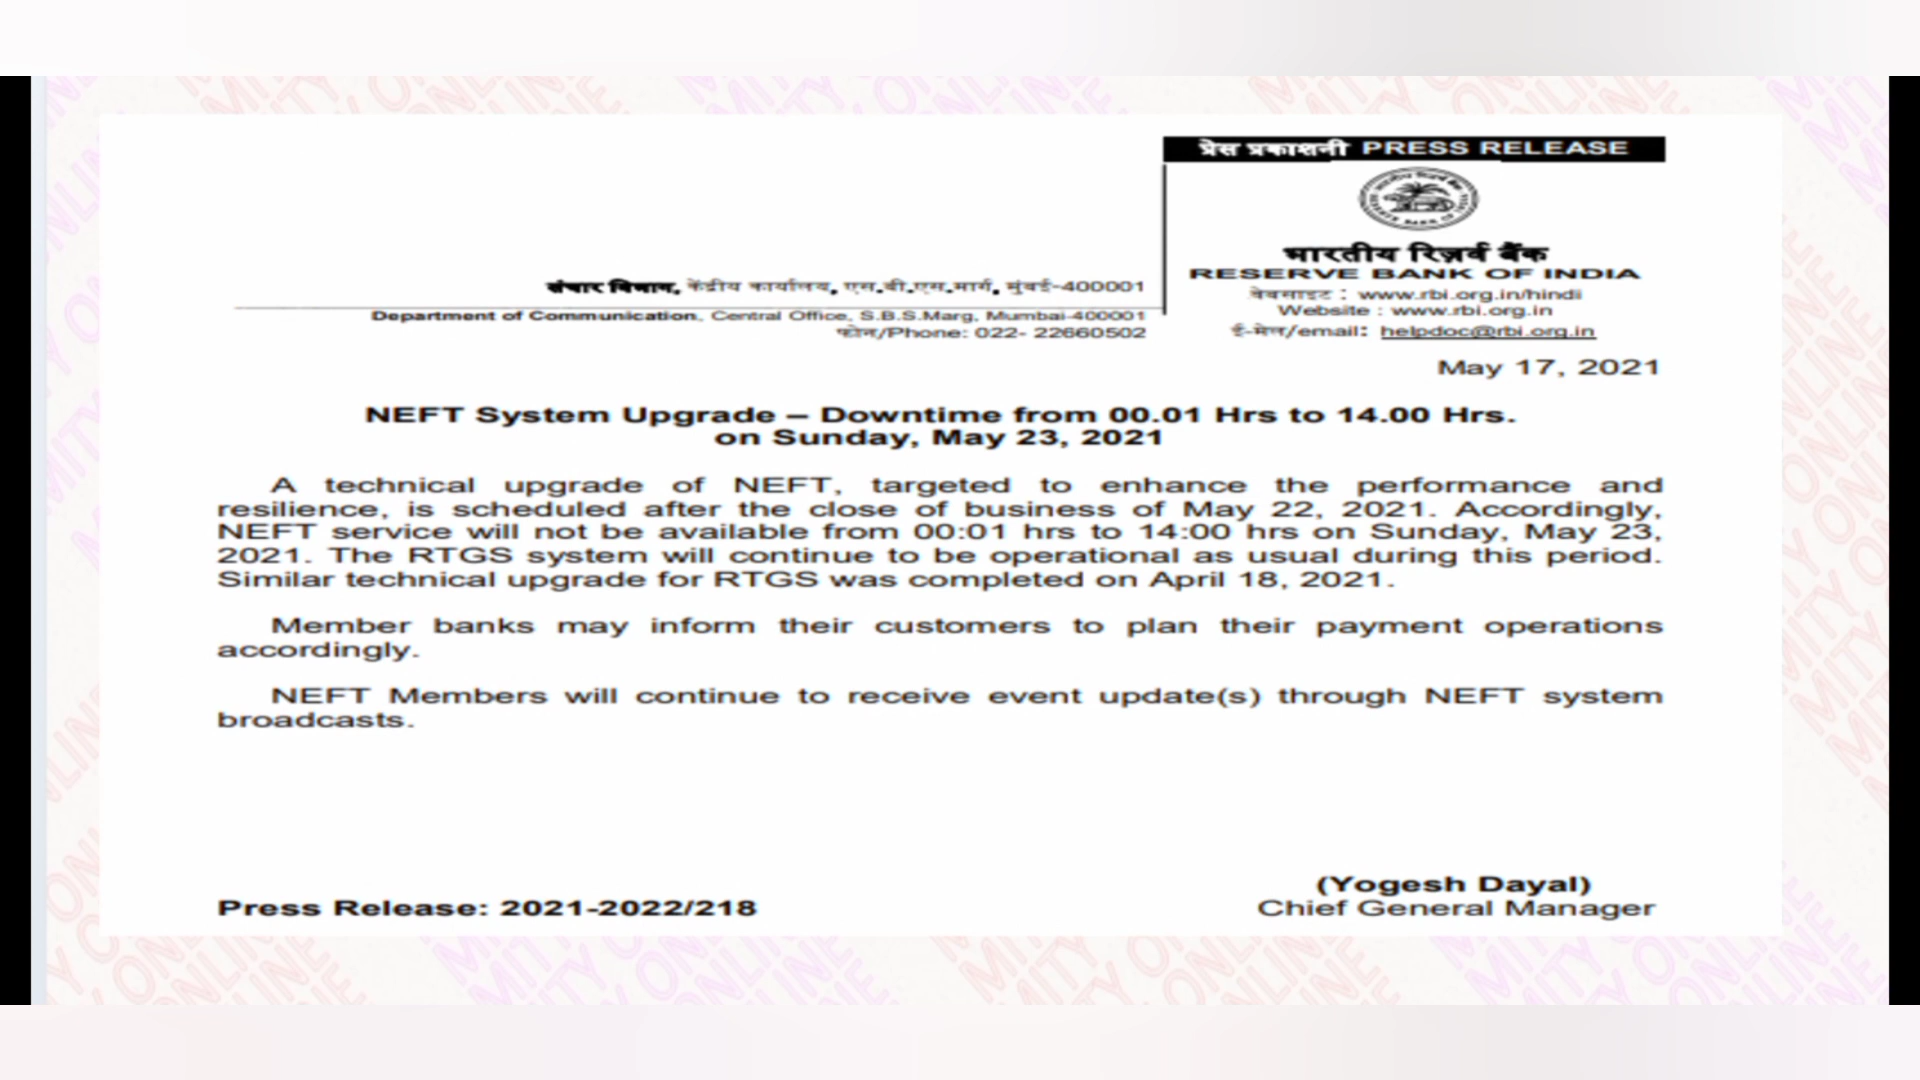 प्रेस प्रकाशनी PRESS RELEASE
भारतीय रिज़र्व बैंक
RESERVE BANK OF INDIA
संचार विभाग, केंद्रीय कार्यालय, एस.बी.एस.मार्ग, मुंबई-400001
वेबसाइट : www.rbi.org.in/hindi
Department of Communication, Central Office, S.B.S.Marg, Mumbai-400001
Website : www.rbi.org.in
फोन/Phone: 022- 22660502
ई-मेल/email: helpdoc@rbi.org.in
May 17, 2021
NEFT System Upgrade – Downtime from 00.01 Hrs to 14.00 Hrs.
on Sunday, May 23, 2021
A technical upgrade of NEFT, targeted to enhance the performance and
resilience, is scheduled after the close of business of May 22, 2021. Accordingly,
NEFT service will not be available from 00:01 hrs to 14:00 hrs on Sunday, May 23,
2021. The RTGS system will continue to be operational as usual during this period.
Similar technical upgrade for RTGS was completed on April 18, 2021.
Member banks may inform their customers to plan their payment operations
accordingly.
NEFT Members will continue to receive event update(s) through NEFT system
broadcasts.
(Yogesh Dayal)
Press Release: 2021-2022/218
Chief General Manager